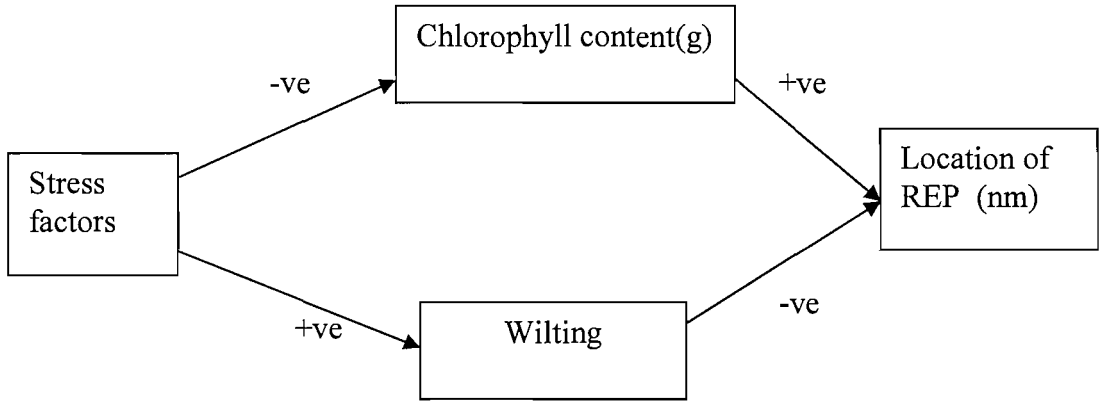 Chlorophyll content(g)
-ve
+ve
Stress
factors
Location of
REP (nm)
+ve
Wilting
-ve